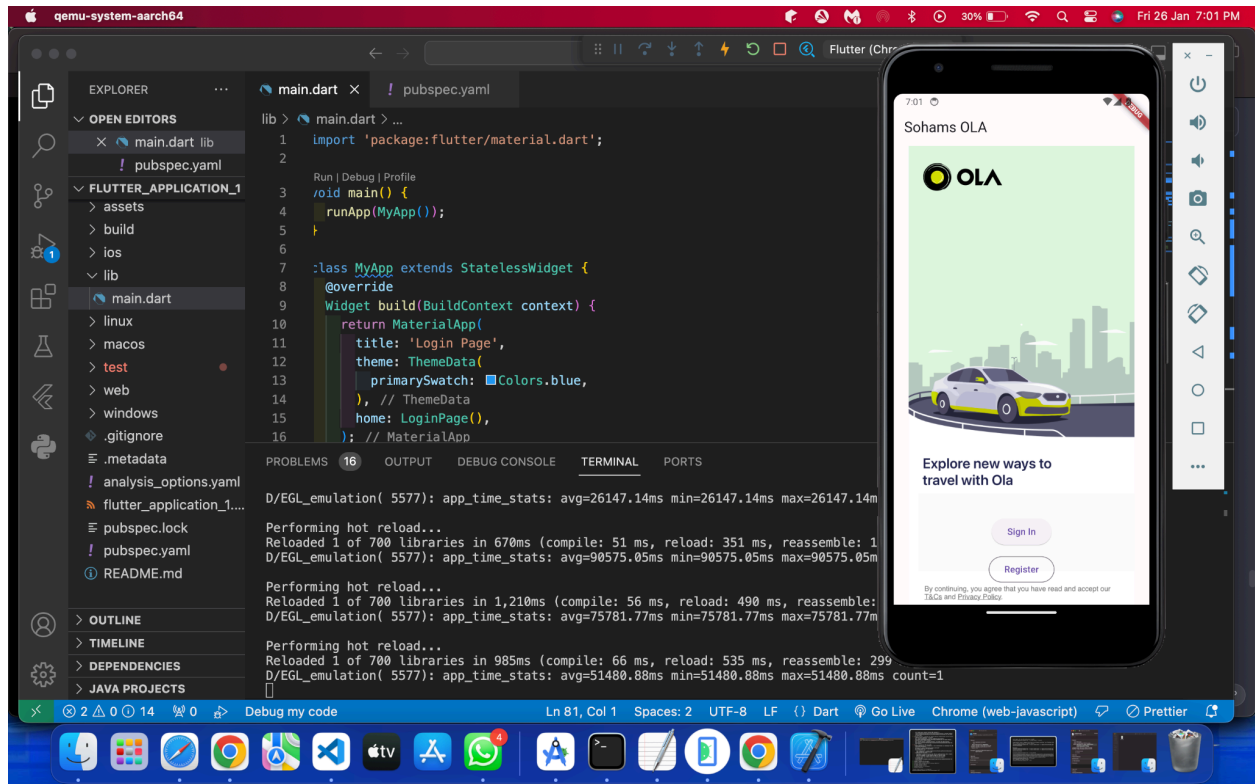 qemu-system-aarch64
30%
Fri 26 Jan 7:01 PM
Flutter (Chr
EXPLORER
OPEN EDITORS
main.dart lib
! pubspec.yaml
FLUTTER_APPLICATION_1
assets
build
ios
lib
main.dart
linux
macos
test
web
windows
.gitignore
.metadata
! analysis_options.yaml
flutter_application_1....
pubspec.lock
! pubspec.yaml
README.md
OUTLINE
TIMELINE
DEPENDENCIES
JAVA PROJECTS
1
main.dart
! pubspec.yaml
lib > main.dart > ...
1 import 'package:flutter/material.dart';
2
Run | Debug | Profile
3 void main() {
4 runApp(MyApp());
5 }
6
7 class MyApp extends StatelessWidget {
8 @override
9 Widget build(BuildContext context) {
10 return MaterialApp(
11 title: 'Login Page',
12 theme: ThemeData(
13 primarySwatch: Colors.blue,
14 ), // ThemeData
15 home: LoginPage(),
16 ); // MaterialApp
PROBLEMS 16 OUTPUT DEBUG CONSOLE TERMINAL PORTS
D/EGL_emulation( 5577): app_time_stats: avg=26147.14ms min=26147.14ms max=26147.14m
Performing hot reload...
Reloaded 1 of 700 libraries in 670ms (compile: 51 ms, reload: 351 ms, reassemble: 1
D/EGL_emulation( 5577): app_time_stats: avg=90575.05ms min=90575.05ms max=90575.05m
Performing hot reload...
Reloaded 1 of 700 libraries in 1,210ms (compile: 56 ms, reload: 490 ms, reassemble:
D/EGL_emulation( 5577): app_time_stats: avg=75781.77ms min=75781.77ms max=75781.77m
Performing hot reload...
Reloaded 1 of 700 libraries in 985ms (compile: 66 ms, reload: 535 ms, reassemble: 299
D/EGL_emulation( 5577): app_time_stats: avg=51480.88ms min=51480.88ms max=51480.88ms count=1
7:01
DEBUG
Sohams OLA
OLA
Explore new ways to
travel with Ola
Sign In
Register
By continuing, you agree that you have read and accept our
T&Cs and Privacy Policy.
2 0 14 0 Debug my code Ln 81, Col 1 Spaces: 2 UTF-8 LF {} Dart Go Live Chrome (web-javascript) Prettier
tv
4